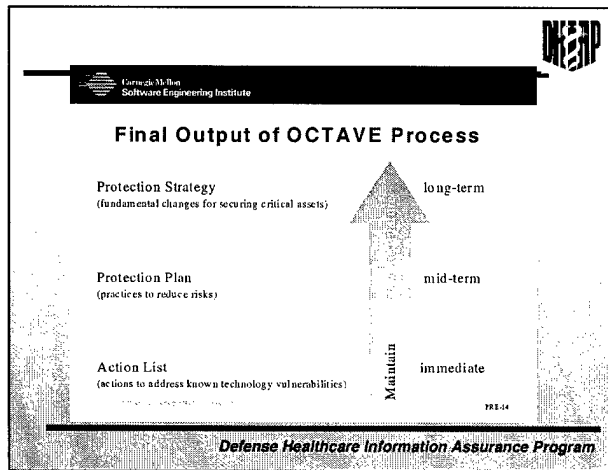 DHIAP
Carnegie Mellon
Software Engineering Institute
Final Output of OCTAVE Process
Protection Strategy
(fundamental changes for securing critical assets)
long-term
Protection Plan
(practices to reduce risks)
mid-term
Action List
(actions to address known technology vulnerabilities)
Maintain
immediate
PRE-14
Defense Healthcare Information Assurance Program